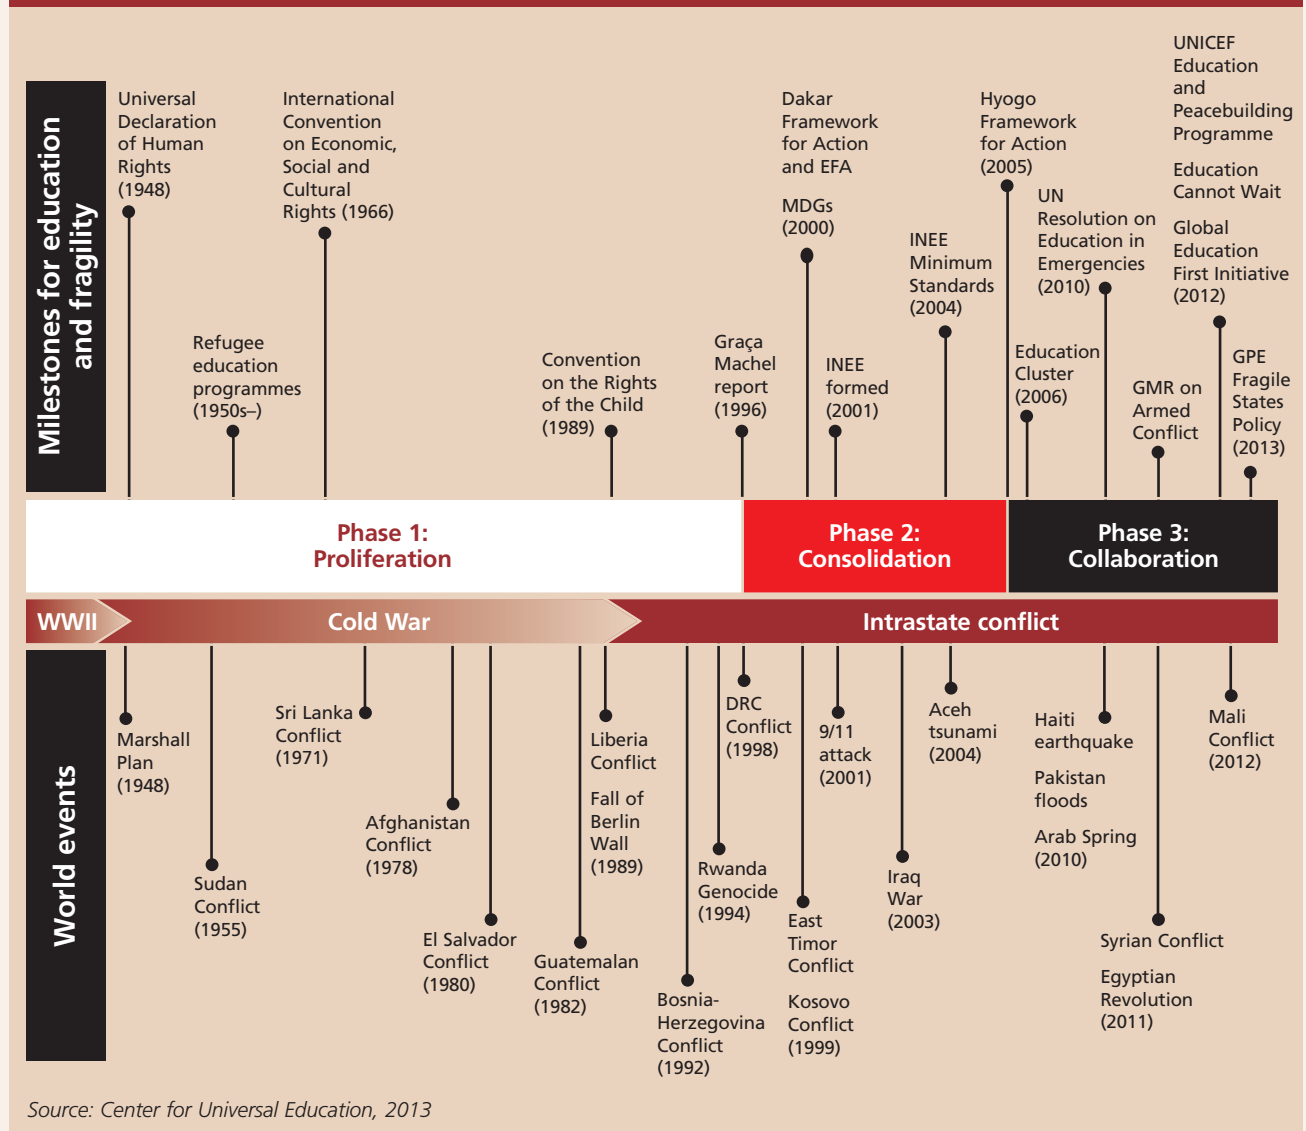 Milestones for education
and fragility
Universal
Declaration
of Human
Rights
(1948)
Refugee
education
programmes
(1950s–)
International
Convention
on Economic,
Social and
Cultural
Rights (1966)
Convention
on the Rights
of the Child
(1989)
Graça
Machel
report
(1996)
Dakar
Framework
for Action
and EFA
MDGs
(2000)
INEE
formed
(2001)
INEE
Minimum
Standards
(2004)
Hyogo
Framework
for Action
(2005)
Education
Cluster
(2006)
UN
Resolution on
Education in
Emergencies
(2010)
GMR on
Armed
Conflict
UNICEF
Education
and
Peacebuilding
Programme
Education
Cannot Wait
Global
Education
First Initiative
(2012)
GPE
Fragile
States
Policy
(2013)
Phase 1:
Proliferation
Phase 2:
Consolidation
Phase 3:
Collaboration
WWII
Cold War
Intrastate conflict
World events
Marshall
Plan
(1948)
Sudan
Conflict
(1955)
Sri Lanka
Conflict
(1971)
Afghanistan
Conflict
(1978)
El Salvador
Conflict
(1980)
Guatemalan
Conflict
(1982)
Liberia
Conflict
Fall of
Berlin
Wall
(1989)
Bosnia-
Herzegovina
Conflict
(1992)
Rwanda
Genocide
(1994)
DRC
Conflict
(1998)
East
Timor
Conflict
Kosovo
Conflict
(1999)
9/11
attack
(2001)
Iraq
War
(2003)
Aceh
tsunami
(2004)
Haiti
earthquake
Pakistan
floods
Arab Spring
(2010)
Syrian Conflict
Egyptian
Revolution
(2011)
Mali
Conflict
(2012)
Source: Center for Universal Education, 2013